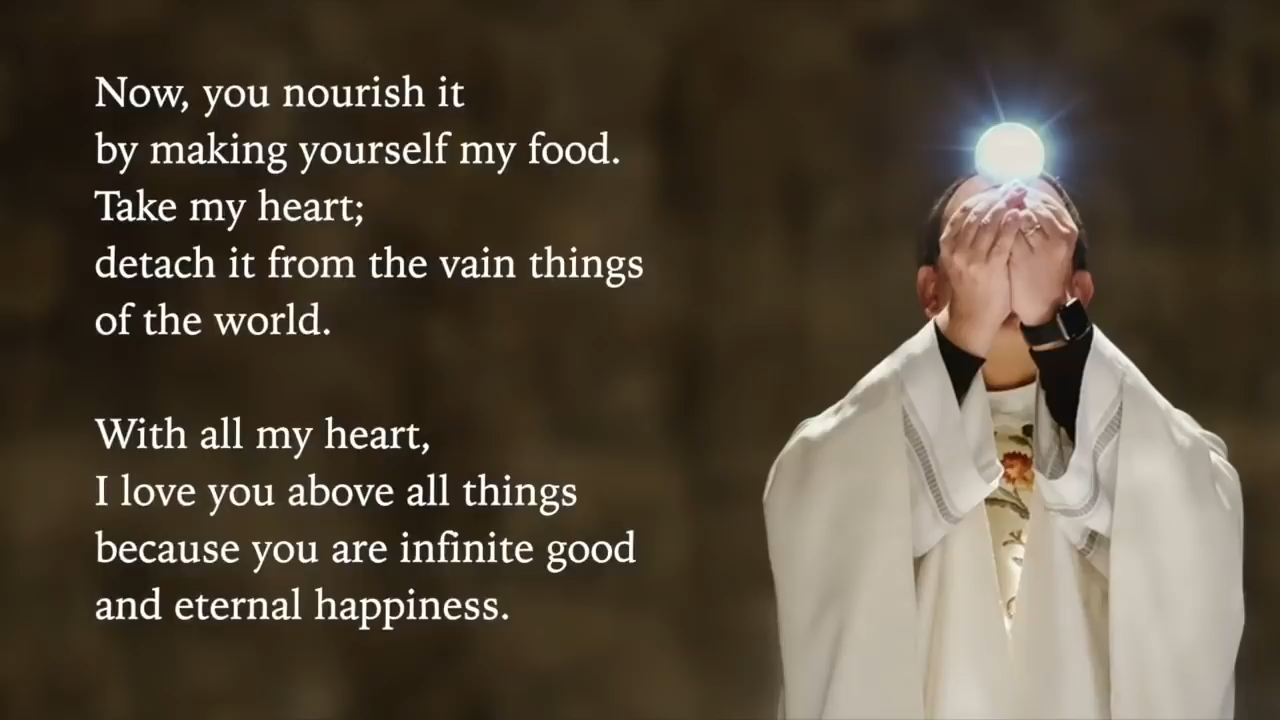 Now, you nourish it
by making yourself my food.
Take my heart;
detach it from the vain things
of the world.
With all my heart,
I love you above all things
because you are infinite good
and eternal happiness.